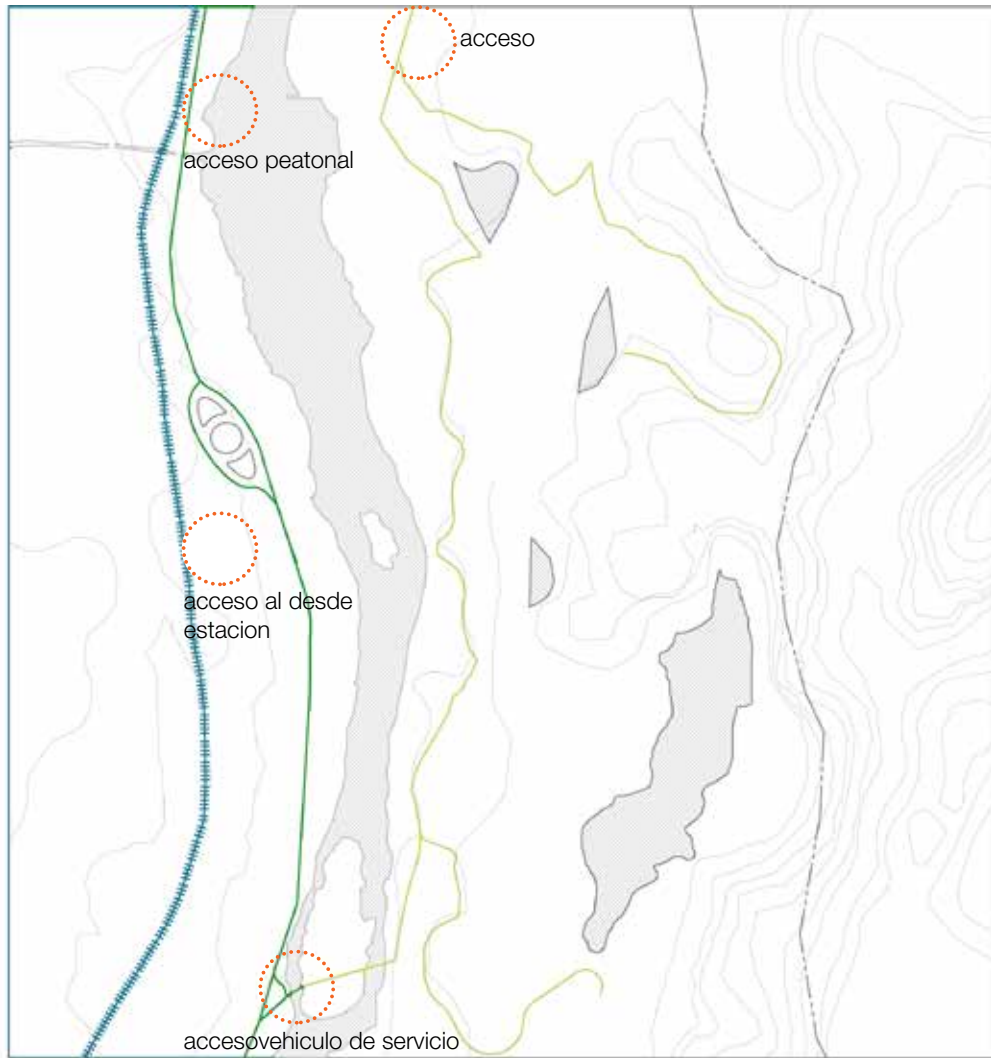 acceso
acceso peatonal
acceso al desde
estacion
accesovehiculo de servicio